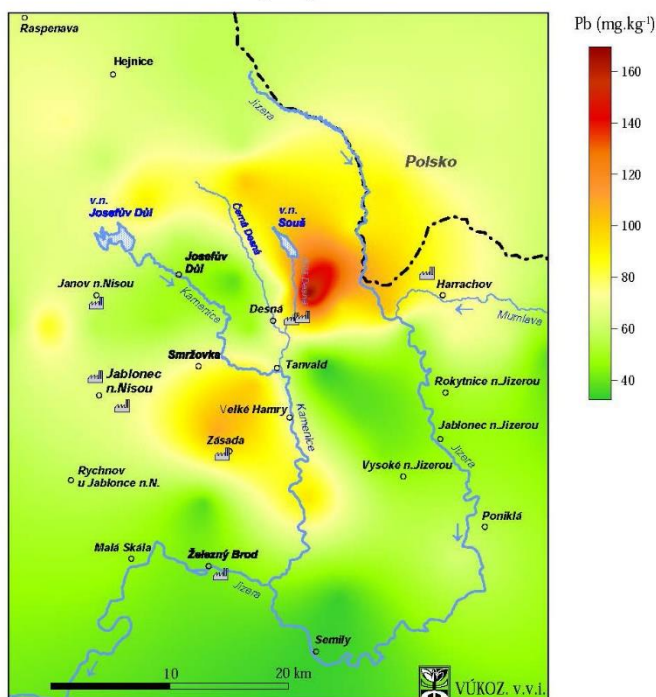 Pb (mg.kg-1)
160
140
120
100
80
60
40
Raspenava
Hejnice
Jizera
Polsko
v.n.
Josefův Důl
Černá Desná
v.n.
Souš
Josefův
Důl
Janov n.Nisou
Kamenice
Desná
Harrachov
Mumlava
Smržovka
Tanvald
Jablonec
n.Nisou
Rokytnice n.Jizerou
Velké Hamry
Kamenice
Jablonec n.Jizerou
Zásada
Jizera
Vysoké n.Jizerou
Rychnov
u Jablonce n.N.
Poniklá
Malá Skála
Železný Brod
Jizera
Semily
10
20 km
VÚKOZ. v.v.i.